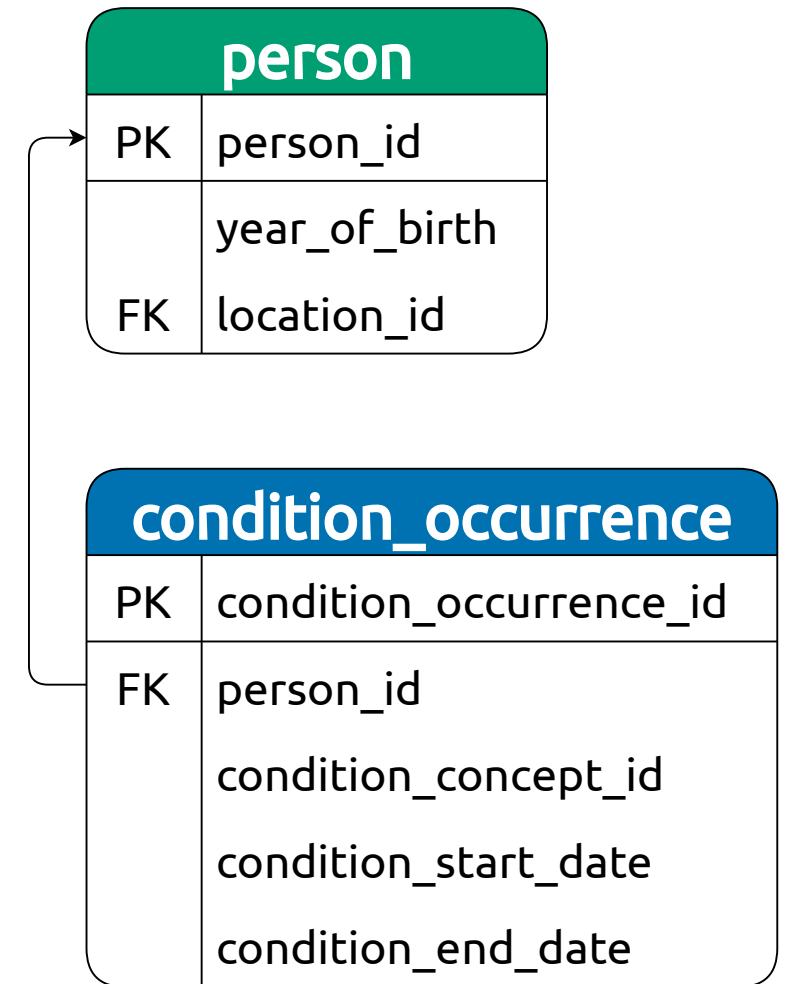 person
PK person_id
year_of_birth
FK location_id
condition_occurrence
PK condition_occurrence_id
FK person_id
condition_concept_id
condition_start_date
condition_end_date